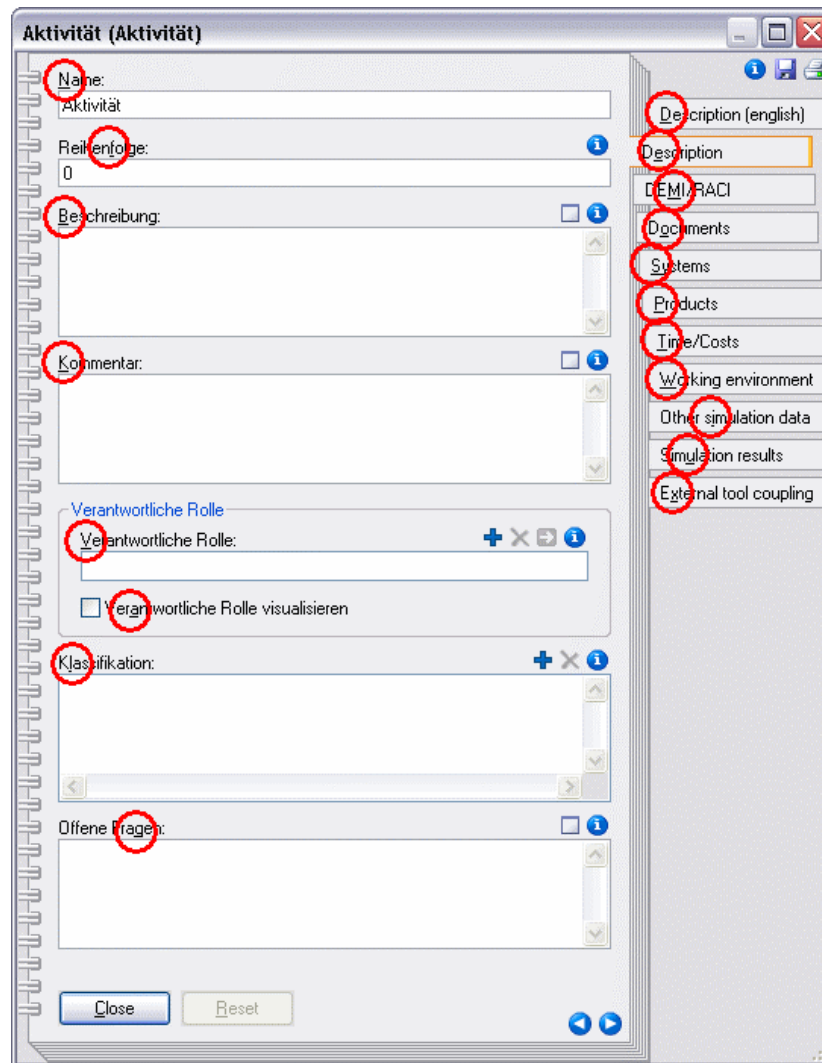 Aktivität (Aktivität)
Name:
Aktivität
Reihenfolge:
0
Beschreibung:
Kommentar:
Verantwortliche Rolle
Verantwortliche Rolle:
Verantwortliche Rolle visualisieren
Klassifikation:
Offene Fragen:
Close
Reset
Description (english)
Description
DEMI/RACI
Documents
Systems
Products
Time/Costs
Working environment
Other simulation data
Simulation results
External tool coupling